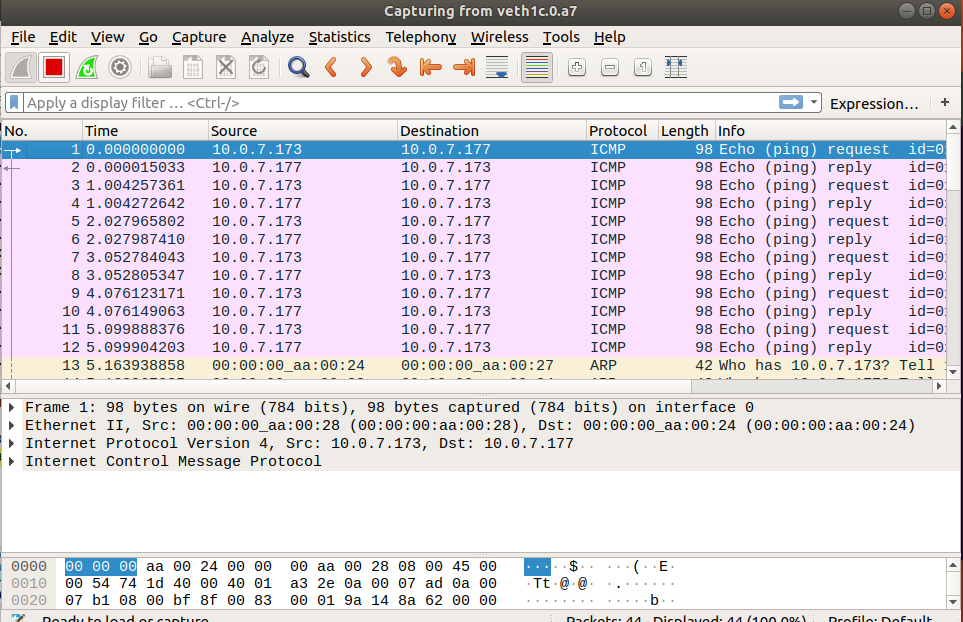 Capturing from veth1c.0.a7
File Edit View Go Capture Analyze Statistics Telephony Wireless Tools Help
Apply a display filter … <Ctrl-/> Expression… +
No. Time Source Destination Protocol Length Info
1 0.000000000 10.0.7.173 10.0.7.177 ICMP 98 Echo (ping) request id=0
2 0.000015033 10.0.7.177 10.0.7.173 ICMP 98 Echo (ping) reply id=0
3 1.004257361 10.0.7.173 10.0.7.177 ICMP 98 Echo (ping) request id=0
4 1.004272642 10.0.7.177 10.0.7.173 ICMP 98 Echo (ping) reply id=0
5 2.027965802 10.0.7.173 10.0.7.177 ICMP 98 Echo (ping) request id=0
6 2.027987410 10.0.7.177 10.0.7.173 ICMP 98 Echo (ping) reply id=0
7 3.052784043 10.0.7.173 10.0.7.177 ICMP 98 Echo (ping) request id=0
8 3.052805347 10.0.7.177 10.0.7.173 ICMP 98 Echo (ping) reply id=0
9 4.076123171 10.0.7.173 10.0.7.177 ICMP 98 Echo (ping) request id=0
10 4.076149063 10.0.7.177 10.0.7.173 ICMP 98 Echo (ping) reply id=0
11 5.099888376 10.0.7.173 10.0.7.177 ICMP 98 Echo (ping) request id=0
12 5.099904203 10.0.7.177 10.0.7.173 ICMP 98 Echo (ping) reply id=0
13 5.163938858 00:00:00_aa:00:24 00:00:00_aa:00:27 ARP 42 Who has 10.0.7.173? Tell
Frame 1: 98 bytes on wire (784 bits), 98 bytes captured (784 bits) on interface 0
Ethernet II, Src: 00:00:00_aa:00:28 (00:00:00:aa:00:28), Dst: 00:00:00_aa:00:24 (00:00:00:aa:00:24)
Internet Protocol Version 4, Src: 10.0.7.173, Dst: 10.0.7.177
Internet Control Message Protocol
0000 00 00 00 aa 00 24 00 00 00 aa 00 28 08 00 45 00 ·····$·· ···(··E·
0010 00 54 74 1d 40 00 40 01 a3 2e 0a 00 07 ad 0a 00 ·Tt·@·@· ·.······
0020 07 b1 08 00 bf 8f 00 83 00 01 9a 14 8a 62 00 00 ········ ·····b··
Ready to load or capture Packets: 44 · Displayed: 44 (100.0%) Profile: Default